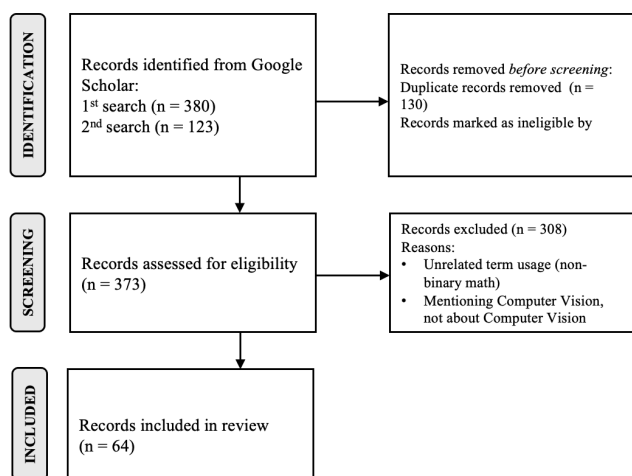 IDENTIFICATION
Records identified from Google
Scholar:
1st search (n = 380)
2nd search (n = 123)
Records removed before screening:
Duplicate records removed (n =
130)
Records marked as ineligible by
SCREENING
Records assessed for eligibility
(n = 373)
Records excluded (n = 308)
Reasons:
• Unrelated term usage (non-
binary math)
• Mentioning Computer Vision,
not about Computer Vision
INCLUDED
Records included in review
(n = 64)